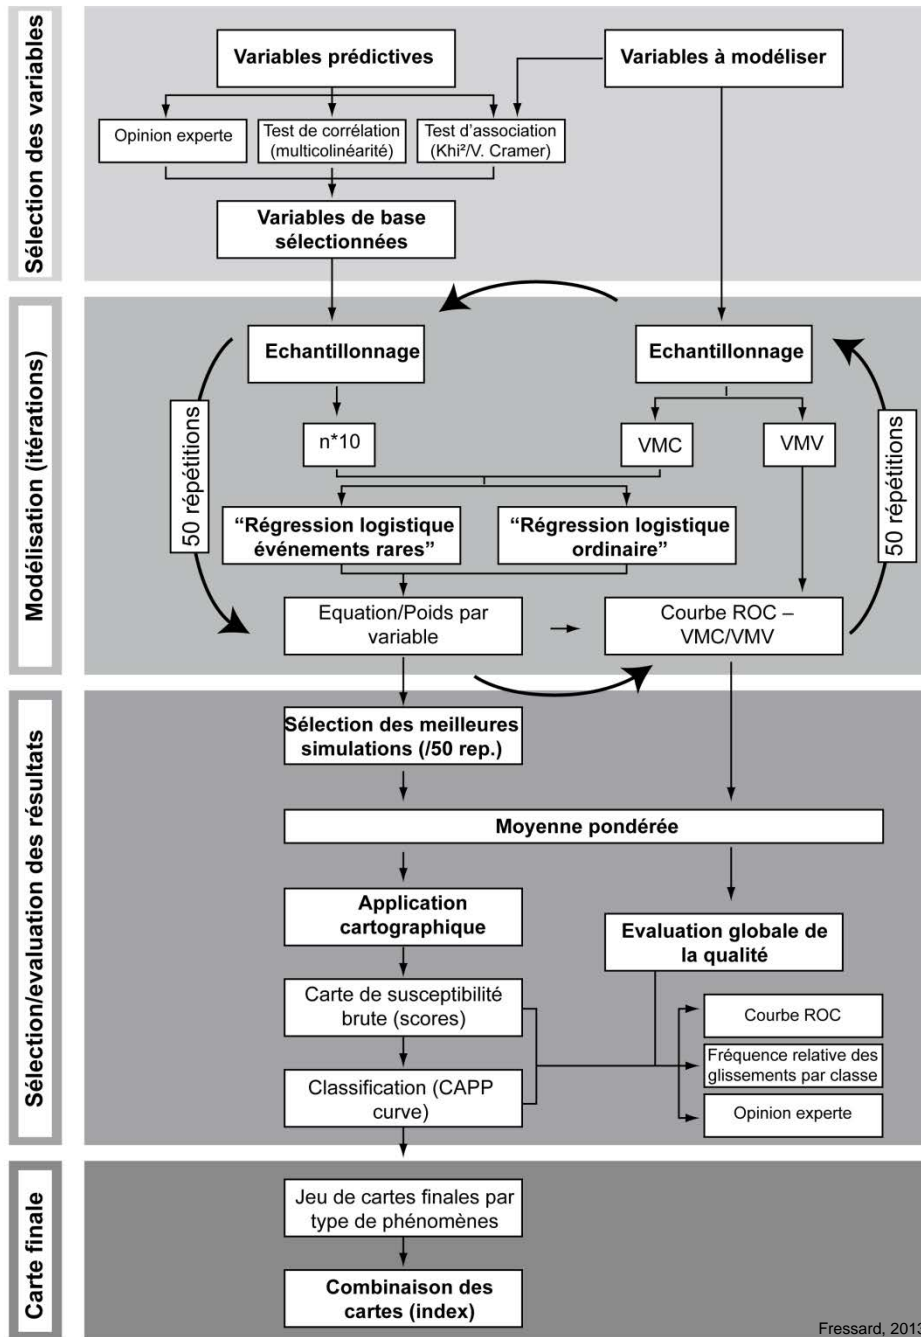 Sélection des variables
Variables prédictives
Variables à modéliser
Opinion experte
Test de corrélation
(multicolinéarité)
Test d'association
(Khi²/V. Cramer)
Variables de base
sélectionnées
Modélisation (itérations)
50 répétitions
Echantillonnage
Echantillonnage
50 répétitions
n*10
VMC
VMV
“Régression logistique
événements rares”
“Régression logistique
ordinaire”
Equation/Poids par
variable
Courbe ROC –
VMC/VMV
Sélection/evaluation des résultats
Sélection des meilleures
simulations (/50 rep.)
Moyenne pondérée
Application
cartographique
Evaluation globale de
la qualité
Carte de susceptibilité
brute (scores)
Classification (CAPP
curve)
Courbe ROC
Fréquence relative des
glissements par classe
Opinion experte
Carte finale
Jeu de cartes finales par
type de phénomènes
Combinaison des
cartes (index)
Fressard, 2013